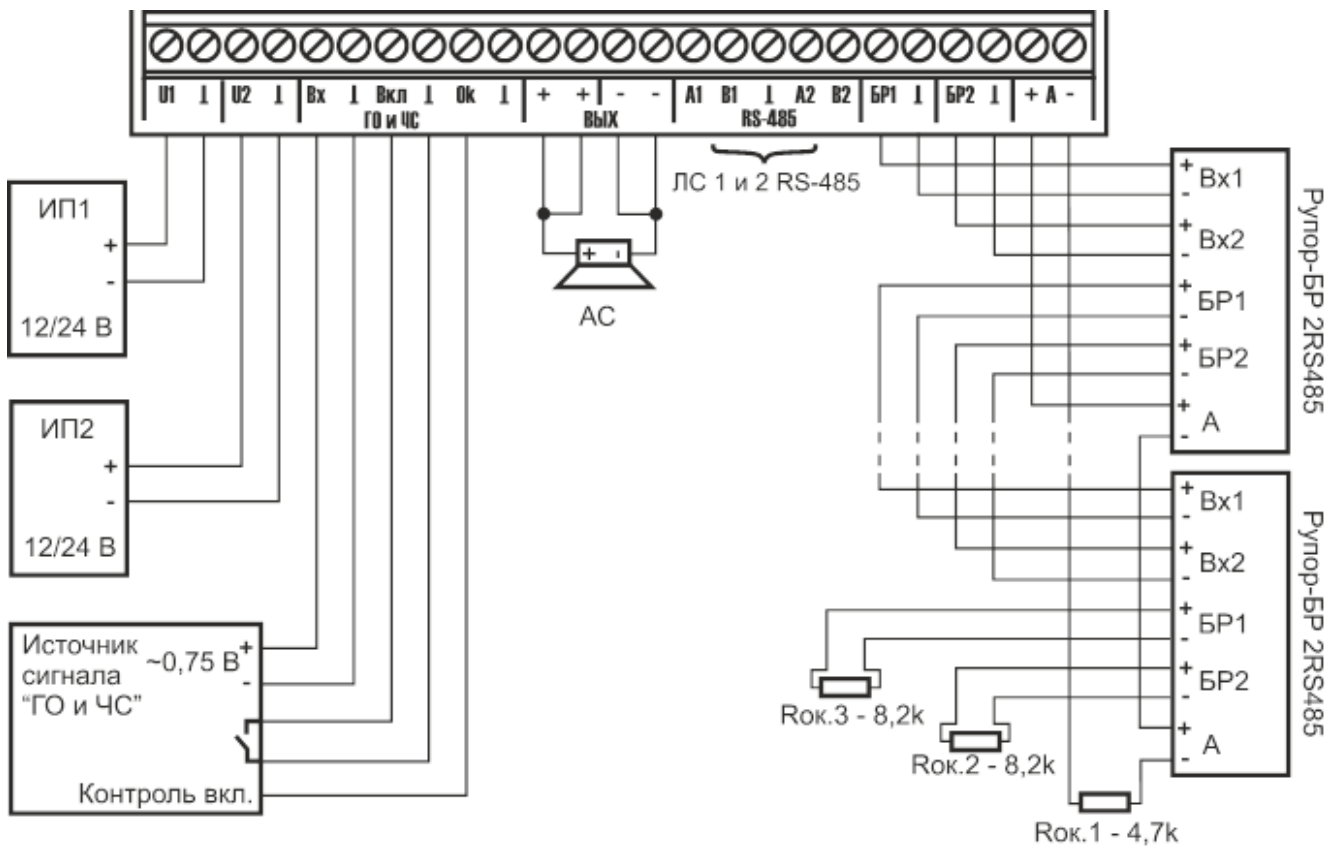 U1 ⊥ U2 ⊥ Вх ⊥ Вкл ⊥ Ok ⊥ + + - - A1 B1 ⊥ A2 B2 БР1 ⊥ БР2 ⊥ + А -
ГО и ЧС ВЫХ RS-485
ЛС 1 и 2 RS-485
ИП1
+
-
12/24 В
ИП2
+
-
12/24 В
Источник
сигнала
“ГО и ЧС”
~0,75 В
+
-
Контроль вкл.
+ -
АС
+
Вх1
-
+
Вх2
-
+
БР1
-
+
БР2
-
+
А
-
Рупор-БР 2RS485
+
Вх1
-
+
Вх2
-
+
БР1
-
+
БР2
-
+
А
-
Рупор-БР 2RS485
Rок.3 - 8,2k
Rок.2 - 8,2k
Rок.1 - 4,7k